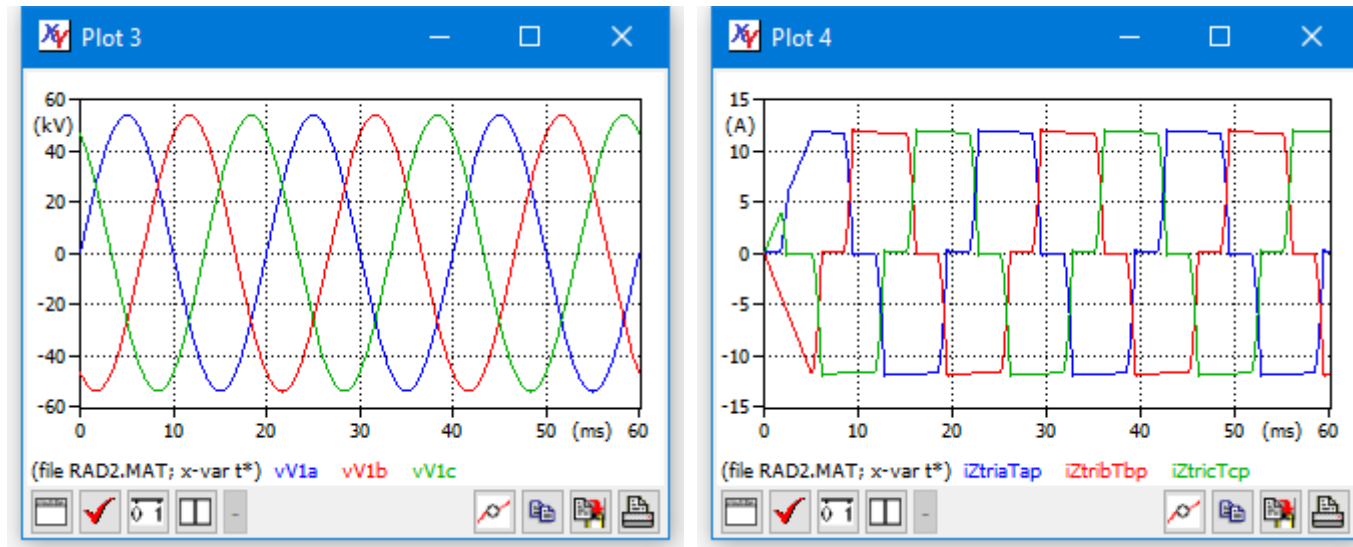 XY Plot 3
60
(kV)
40
20
0
-20
-40
-60
0 10 20 30 40 50 (ms) 60
(file RAD2.MAT; x-var t*) vV1a vV1b vV1c
0 1
-
XY Plot 4
15
(A)
10
5
0
-5
-10
-15
0 10 20 30 40 50 (ms) 60
(file RAD2.MAT; x-var t*) iZtriaTap iZtribTbp iZtricTcp
0 1
-